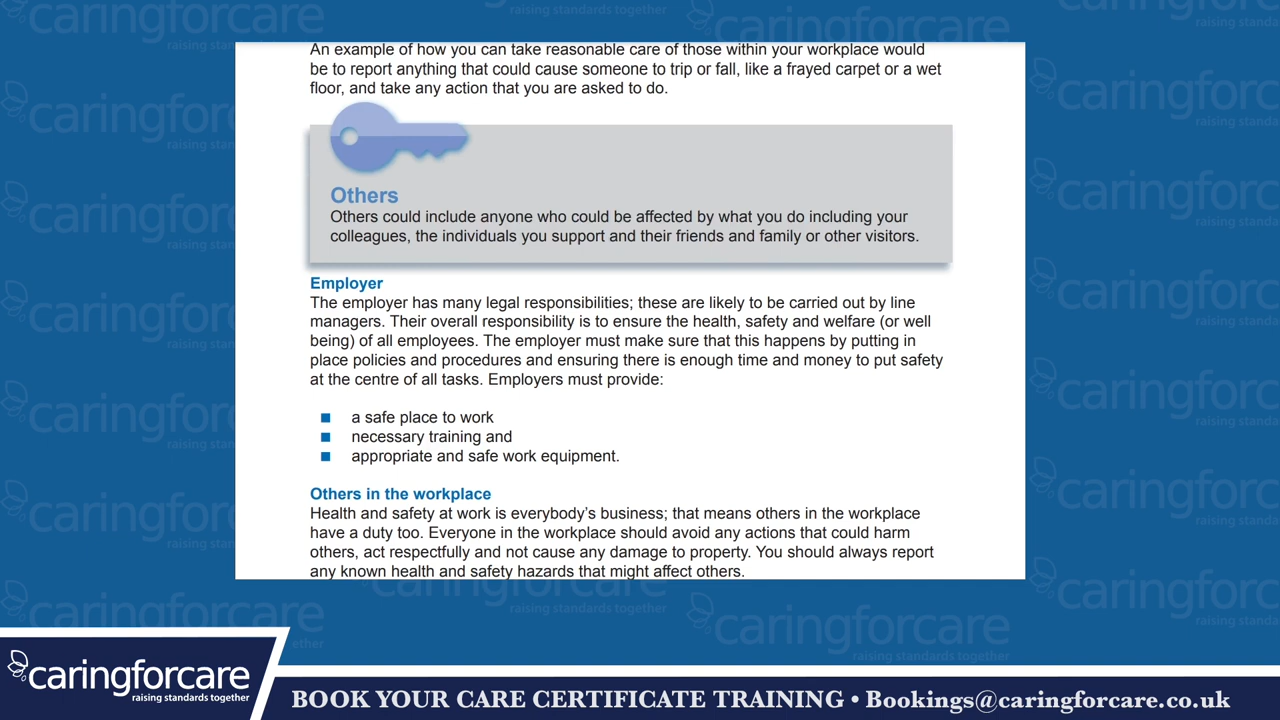 An example of how you can take reasonable care of those within your workplace would
be to report anything that could cause someone to trip or fall, like a frayed carpet or a wet
floor, and take any action that you are asked to do.
Others
Others could include anyone who could be affected by what you do including your
colleagues, the individuals you support and their friends and family or other visitors.
Employer
The employer has many legal responsibilities; these are likely to be carried out by line
managers. Their overall responsibility is to ensure the health, safety and welfare (or well
being) of all employees. The employer must make sure that this happens by putting in
place policies and procedures and ensuring there is enough time and money to put safety
at the centre of all tasks. Employers must provide:
a safe place to work
necessary training and
appropriate and safe work equipment.
Others in the workplace
Health and safety at work is everybody's business; that means others in the workplace
have a duty too. Everyone in the workplace should avoid any actions that could harm
others, act respectfully and not cause any damage to property. You should always report
any known health and safety hazards that might affect others.
caringforcare
raising standards together
BOOK YOUR CARE CERTIFICATE TRAINING • Bookings@caringforcare.co.uk